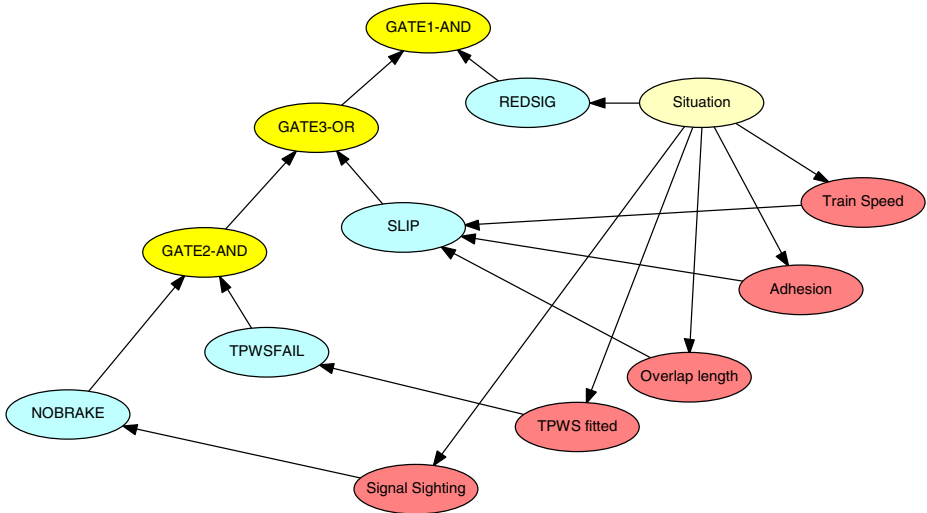 GATE1-AND
REDSIG
Situation
GATE3-OR
Train Speed
SLIP
GATE2-AND
Adhesion
TPWSFAIL
Overlap length
NOBRAKE
TPWS fitted
Signal Sighting